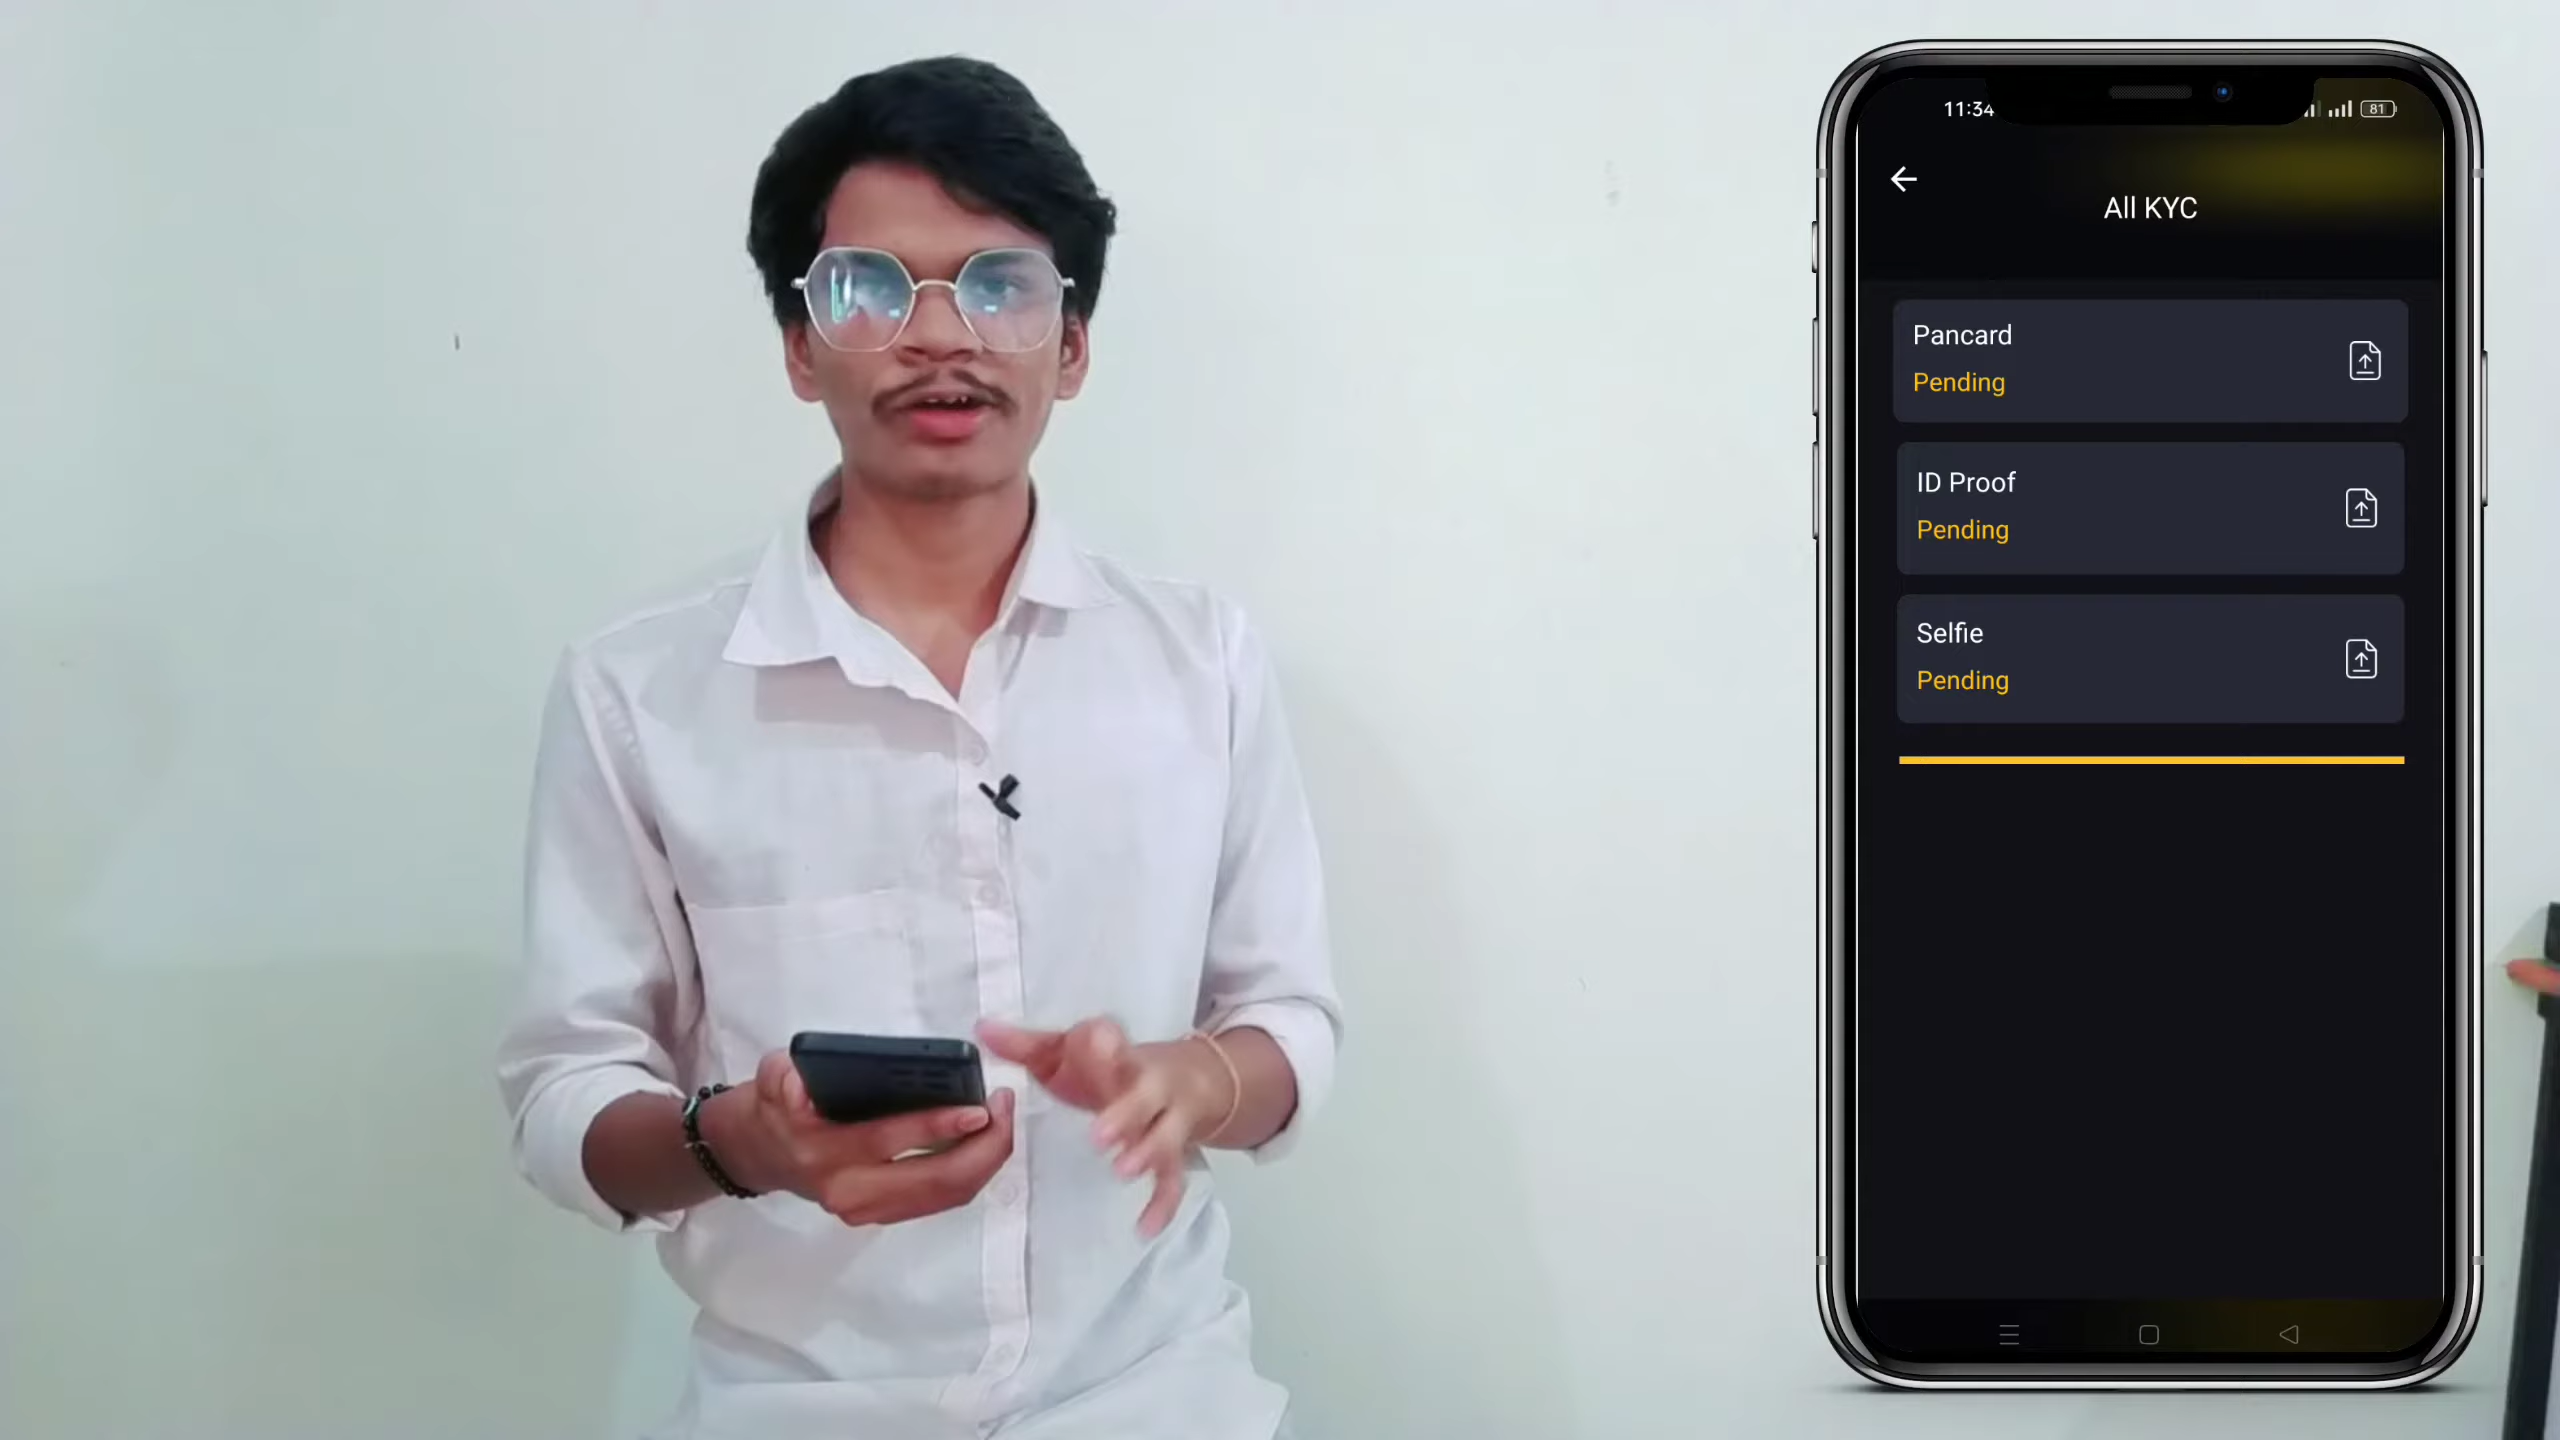 11:34
81
All KYC
Pancard
Pending
ID Proof
Pending
Selfie
Pending